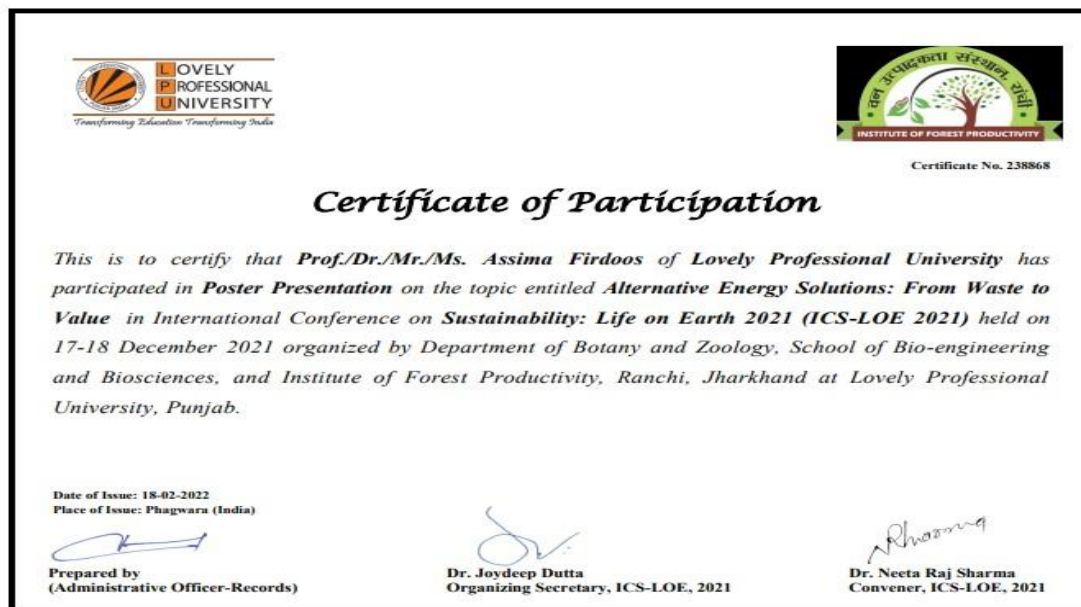 LOVELY
PROFESSIONAL
UNIVERSITY
Transforming Education Transforming India
वन उत्पादकता संस्थान, रांची
INSTITUTE OF FOREST PRODUCTIVITY
Certificate No. 238868
Certificate of Participation
This is to certify that Prof./Dr./Mr./Ms. Assima Firdoos of Lovely Professional University has
participated in Poster Presentation on the topic entitled Alternative Energy Solutions: From Waste to
Value in International Conference on Sustainability: Life on Earth 2021 (ICS-LOE 2021) held on
17-18 December 2021 organized by Department of Botany and Zoology, School of Bio-engineering
and Biosciences, and Institute of Forest Productivity, Ranchi, Jharkhand at Lovely Professional
University, Punjab.
Date of Issue: 18-02-2022
Place of Issue: Phagwara (India)
Prepared by
(Administrative Officer-Records)
Dr. Joydeep Dutta
Organizing Secretary, ICS-LOE, 2021
Dr. Neeta Raj Sharma
Convener, ICS-LOE, 2021